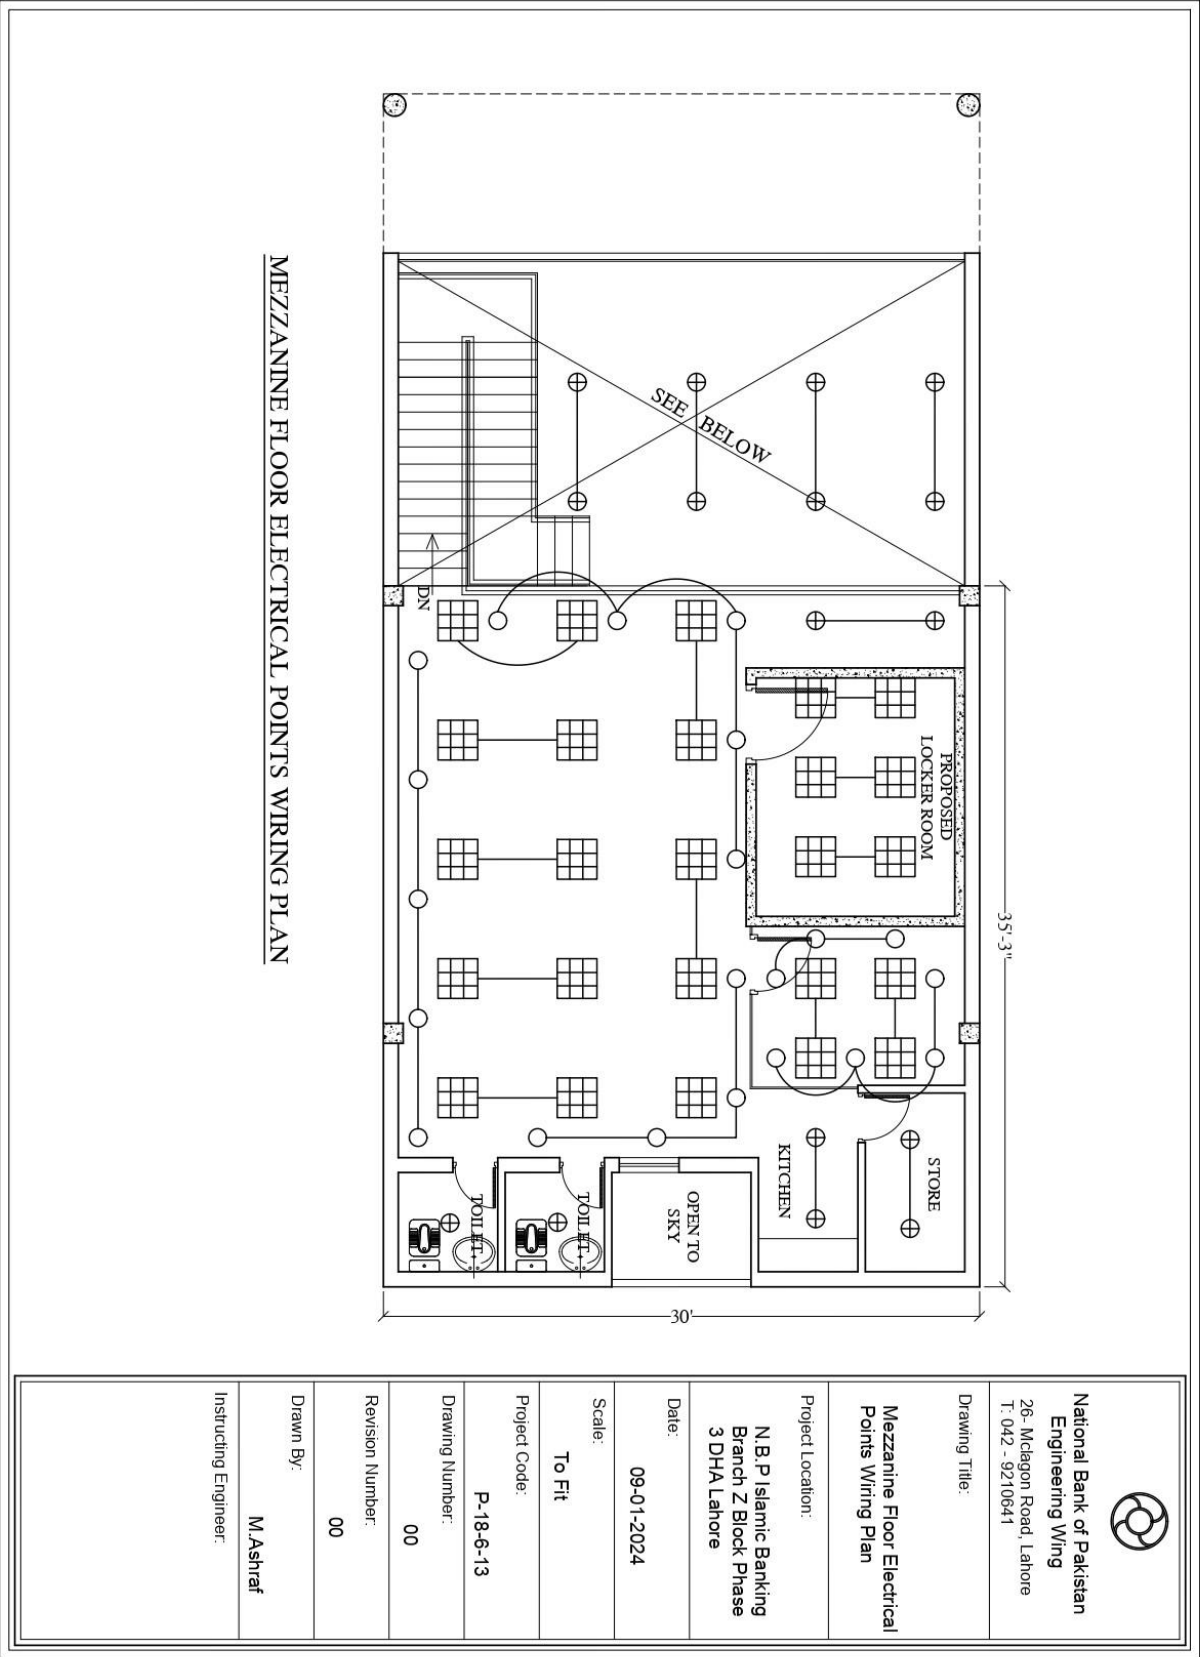 SEE BELOW
DN
PROPOSED
LOCKER ROOM
35'-3"
STORE
KITCHEN
OPEN TO
SKY
TOILET
TOILET
30'
MEZZANINE FLOOR ELECTRICAL POINTS WIRING PLAN
National Bank of Pakistan
Engineering Wing
26- Mclagon Road, Lahore
T: 042 - 9210641
Drawing Title:
Mezzanine Floor Electrical
Points Wiring Plan
Project Location:
N.B.P Islamic Banking
Branch Z Block Phase
3 DHA Lahore
Date:
09-01-2024
Scale:
To Fit
Project Code:
P-18-6-13
Drawing Number:
00
Revision Number:
00
Drawn By:
M.Ashraf
Instructing Engineer: